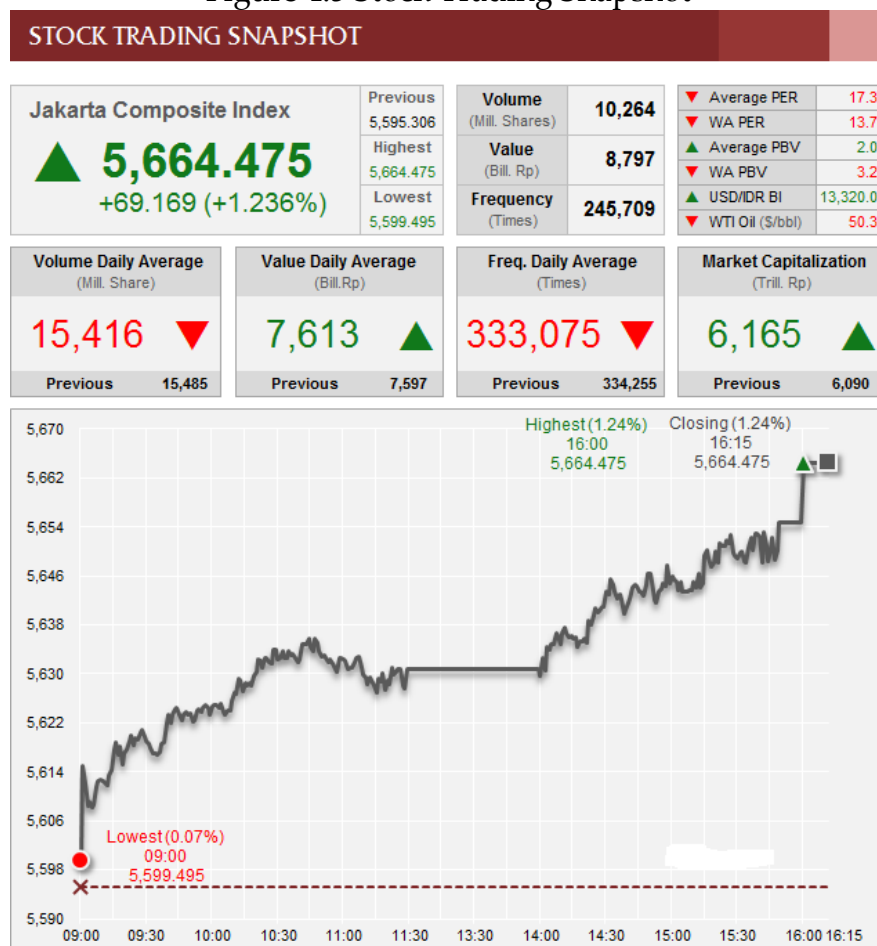 Figure 4.5 Stock Trading Snapshot
STOCK TRADING SNAPSHOT
Jakarta Composite Index
5,664.475
+69.169 (+1.236%)
Previous
5,595.306
Highest
5,664.475
Lowest
5,599.495
Volume
(Mill. Shares)
10,264
Value
(Bill. Rp)
8,797
Frequency
(Times)
245,709
Average PER 17.3
WA PER 13.7
Average PBV 2.0
WA PBV 3.2
USD/IDR BI 13,320.0
WTI Oil ($/bbl) 50.3
Volume Daily Average
(Mill. Share)
15,416
Previous 15,485
Value Daily Average
(Bill.Rp)
7,613
Previous 7,597
Freq. Daily Average
(Times)
333,075
Previous 334,255
Market Capitalization
(Trill. Rp)
6,165
Previous 6,090
Highest (1.24%)
16:00
5,664.475
Closing (1.24%)
16:15
5,664.475
5,670
5,662
5,654
5,646
5,638
5,630
5,622
5,614
5,606
5,598
5,590
Lowest (0.07%)
09:00
5,599.495
09:00 09:30 10:00 10:30 11:00 11:30 13:30 14:00 14:30 15:00 15:30 16:00 16:15